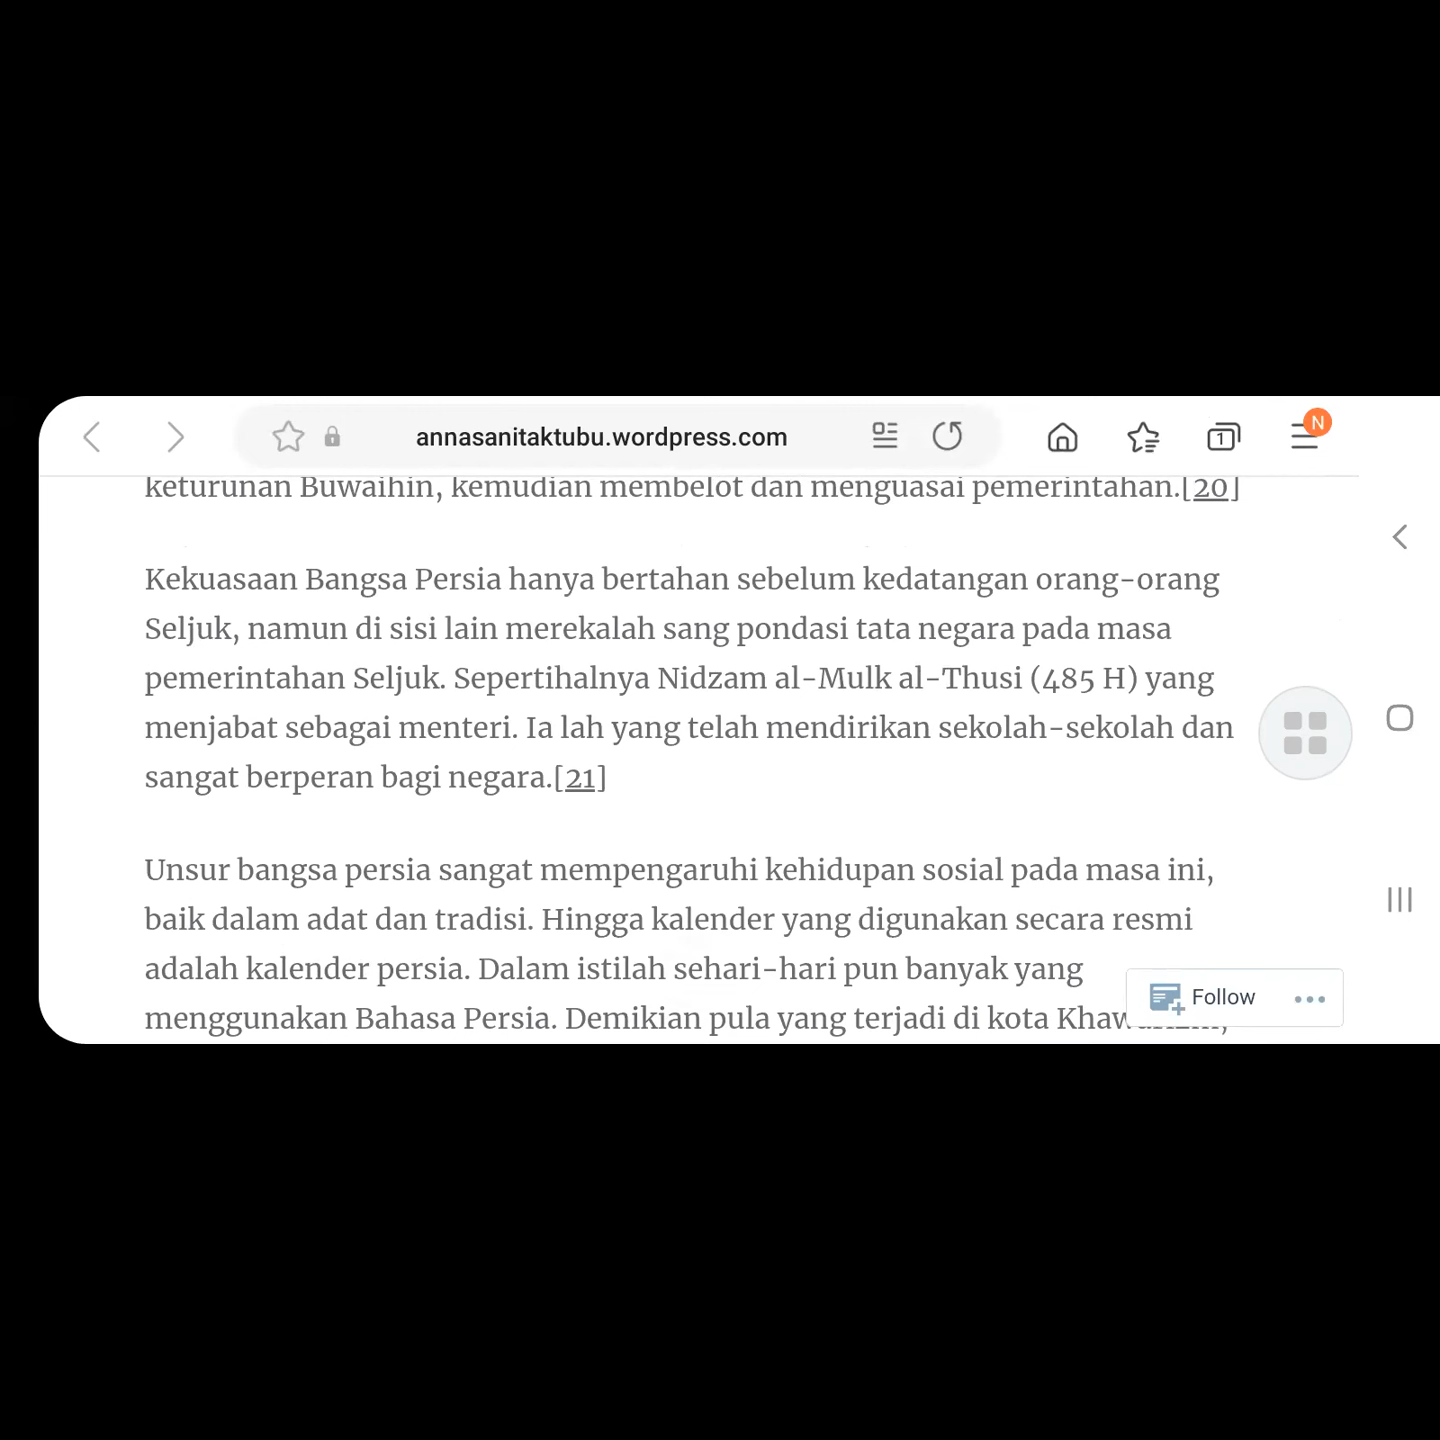 annasanitaktubu.wordpress.com
1
N
keturunan Buwaihin, kemudian membelot dan menguasai pemerintahan.[20]
Kekuasaan Bangsa Persia hanya bertahan sebelum kedatangan orang-orang
Seljuk, namun di sisi lain merekalah sang pondasi tata negara pada masa
pemerintahan Seljuk. Sepertihalnya Nidzam al-Mulk al-Thusi (485 H) yang
menjabat sebagai menteri. Ia lah yang telah mendirikan sekolah-sekolah dan
sangat berperan bagi negara.[21]
Unsur bangsa persia sangat mempengaruhi kehidupan sosial pada masa ini,
baik dalam adat dan tradisi. Hingga kalender yang digunakan secara resmi
adalah kalender persia. Dalam istilah sehari-hari pun banyak yang
menggunakan Bahasa Persia. Demikian pula yang terjadi di kota
Follow